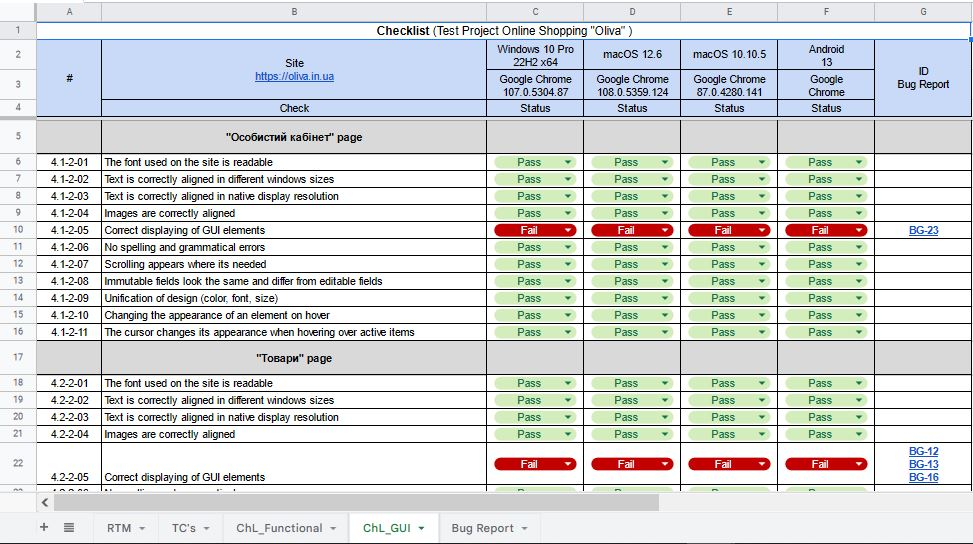 A B C D E F G
1 Checklist (Test Project Online Shopping "Oliva" )
2 Windows 10 Pro 22H2 x64 macOS 12.6 macOS 10.10.5 Android 13
# Site https://oliva.in.ua ID Bug Report
3 Google Chrome 107.0.5304.87 Google Chrome 108.0.5359.124 Google Chrome 87.0.4280.141 Google Chrome
4 Check Status Status Status Status
5 "Особистий кабінет" page
6 4.1-2-01 The font used on the site is readable Pass Pass Pass Pass
7 4.1-2-02 Text is correctly aligned in different windows sizes Pass Pass Pass Pass
8 4.1-2-03 Text is correctly aligned in native display resolution Pass Pass Pass Pass
9 4.1-2-04 Images are correctly aligned Pass Pass Pass Pass
10 4.1-2-05 Correct displaying of GUI elements Fail Fail Fail Fail BG-23
11 4.1-2-06 No spelling and grammatical errors Pass Pass Pass Pass
12 4.1-2-07 Scrolling appears where its needed Pass Pass Pass Pass
13 4.1-2-08 Immutable fields look the same and differ from editable fields Pass Pass Pass Pass
14 4.1-2-09 Unification of design (color, font, size) Pass Pass Pass Pass
15 4.1-2-10 Changing the appearance of an element on hover Pass Pass Pass Pass
16 4.1-2-11 The cursor changes its appearance when hovering over active items Pass Pass Pass Pass
17 "Товари" page
18 4.2-2-01 The font used on the site is readable Pass Pass Pass Pass
19 4.2-2-02 Text is correctly aligned in different windows sizes Pass Pass Pass Pass
20 4.2-2-03 Text is correctly aligned in native display resolution Pass Pass Pass Pass
21 4.2-2-04 Images are correctly aligned Pass Pass Pass Pass
22 4.2-2-05 Correct displaying of GUI elements Fail Fail Fail Fail BG-12 BG-13 BG-16
RTM TC's ChL_Functional ChL_GUI Bug Report